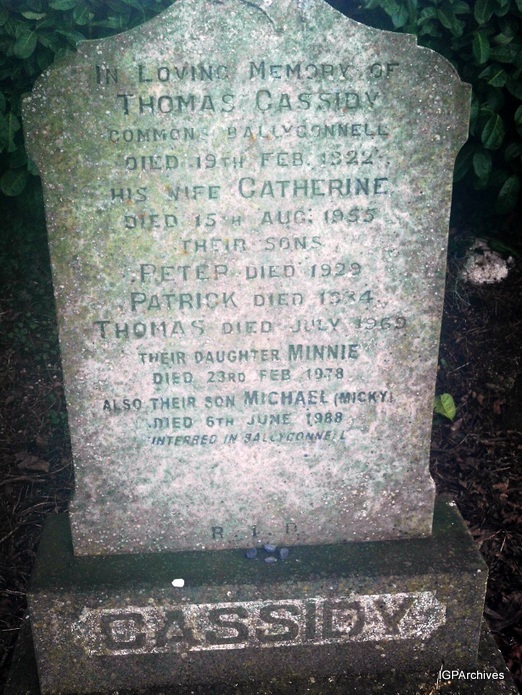 IN LOVING MEMORY OF
THOMAS CASSIDY
COMMONS BALLYCONNELL
DIED 19TH FEB. 1922
HIS WIFE CATHERINE
DIED 15TH AUG. 1955
THEIR SONS
PETER DIED 1929
PATRICK DIED 1934
THOMAS DIED JULY 1969
THEIR DAUGHTER MINNIE
DIED 23RD FEB 1978
ALSO THEIR SON MICHAEL (MICKY)
DIED 6TH JUNE 1988
INTERRED IN BALLYCONNELL
R.I.P.
CASSIDY
IGPArchives